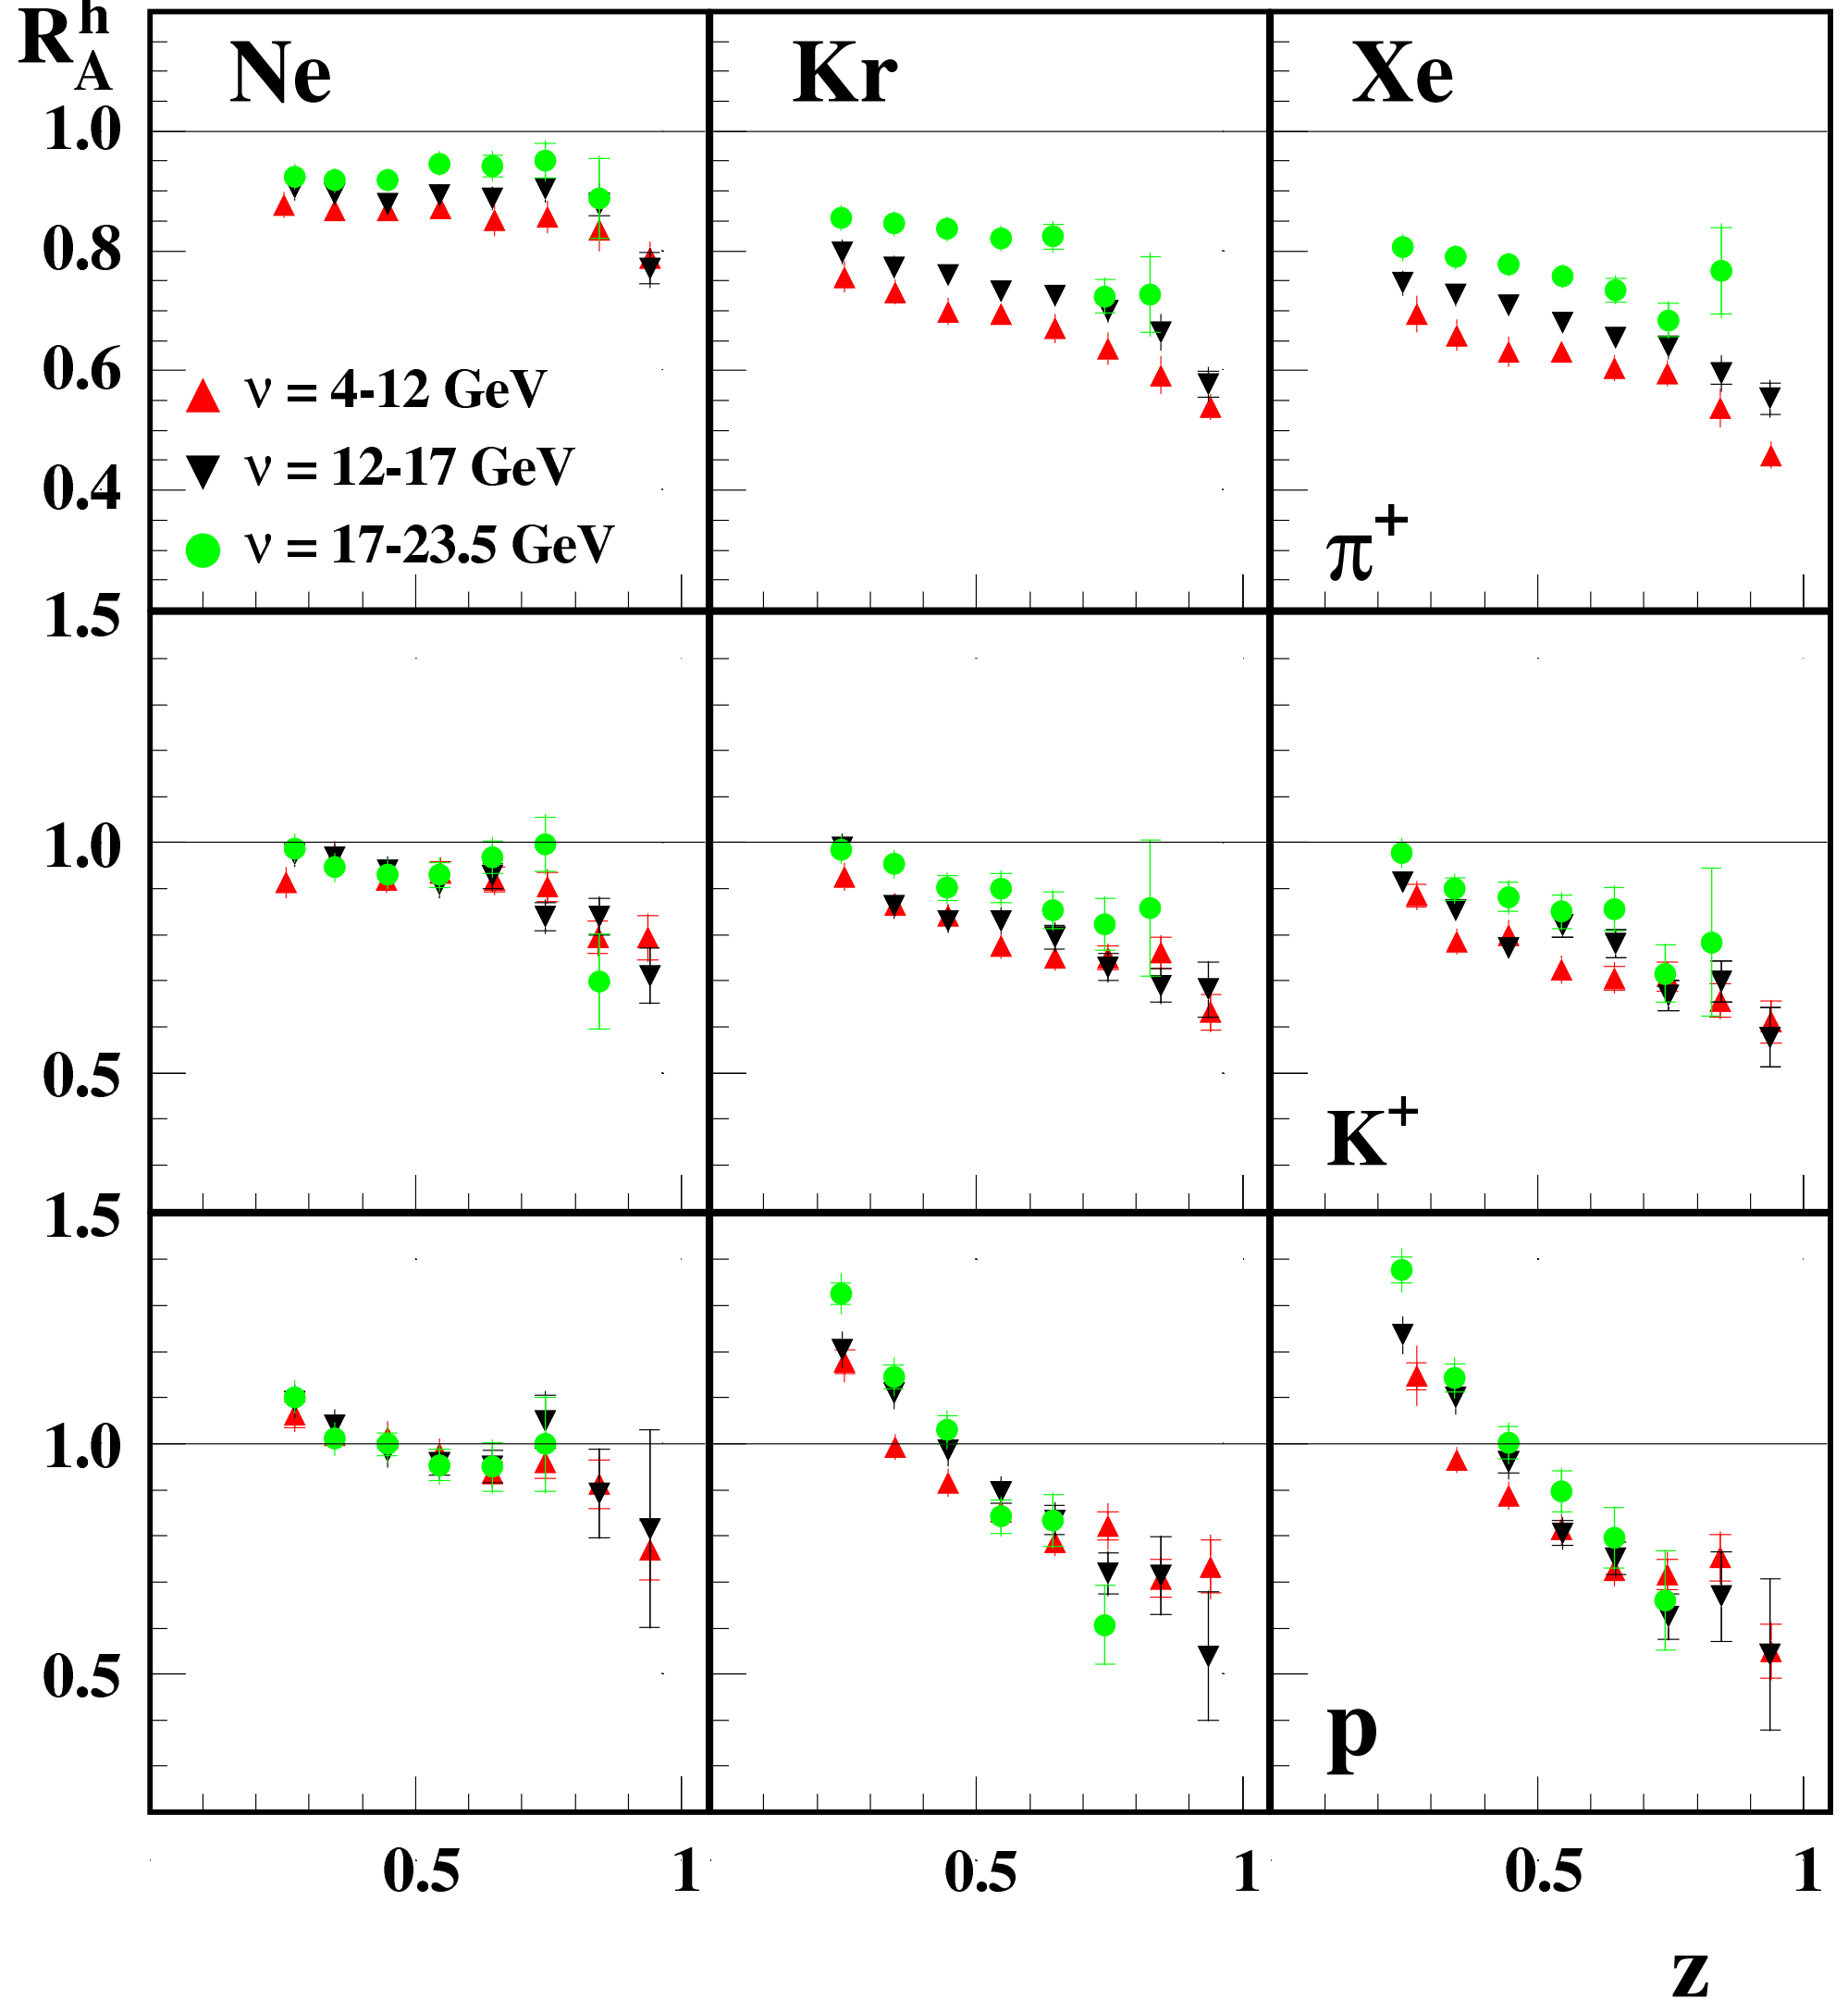 R^h_A
Ne Kr Xe
1.0
0.8
0.6
0.4
ν = 4-12 GeV
ν = 12-17 GeV
ν = 17-23.5 GeV
π+
1.5
1.0
0.5
K+
1.5
1.0
0.5
p
0.5 1 0.5 1 0.5 1
z